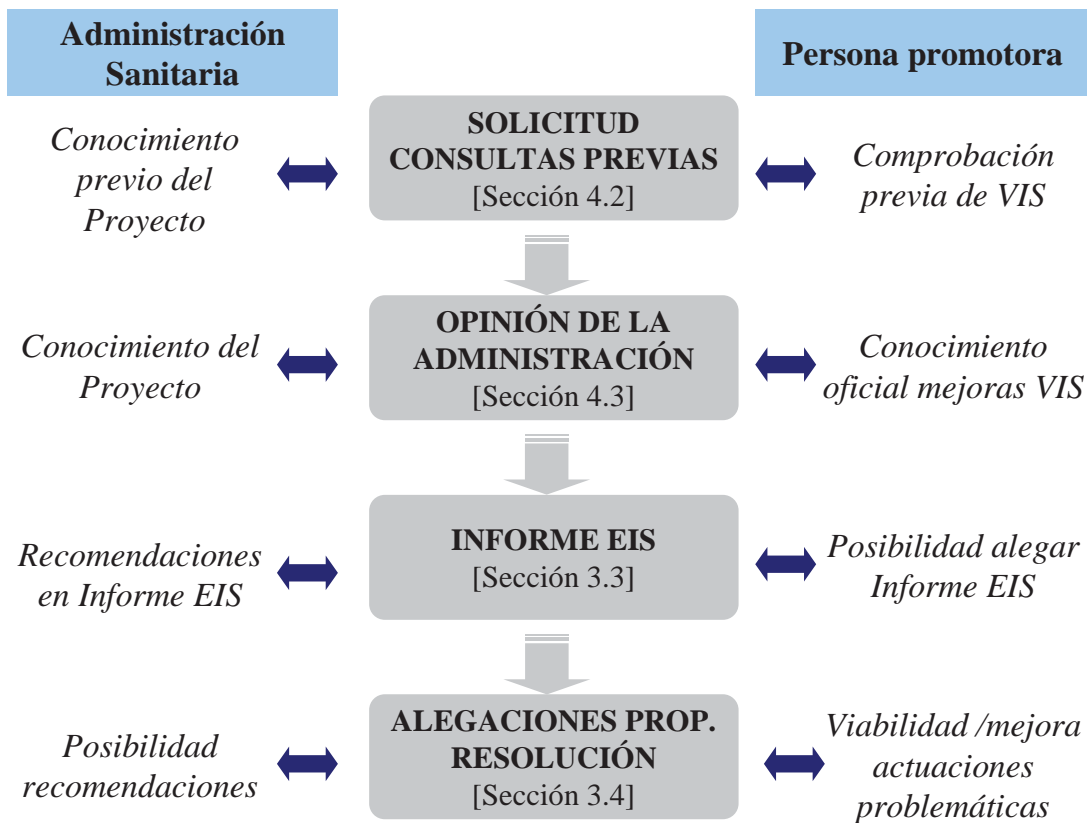 Administración
Sanitaria
Persona promotora
Conocimiento
previo del
Proyecto
SOLICITUD
CONSULTAS PREVIAS
[Sección 4.2]
Comprobación
previa de VIS
Conocimiento del
Proyecto
OPINIÓN DE LA
ADMINISTRACIÓN
[Sección 4.3]
Conocimiento
oficial mejoras VIS
Recomendaciones
en Informe EIS
INFORME EIS
[Sección 3.3]
Posibilidad alegar
Informe EIS
Posibilidad
recomendaciones
ALEGACIONES PROP.
RESOLUCIÓN
[Sección 3.4]
Viabilidad /mejora
actuaciones
problemáticas